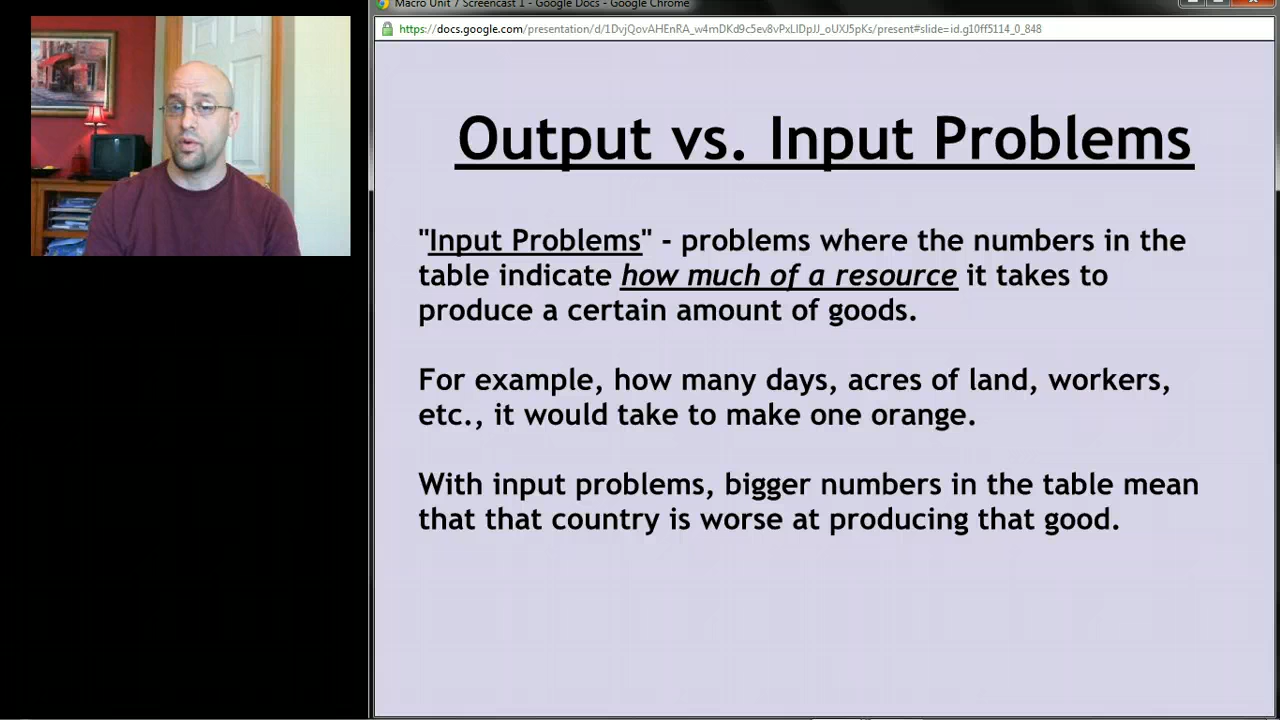 Macro Unit 7 Screencast 1 - Google Docs - Google Chrome
https://docs.google.com/presentation/d/1DvjQovAHEnRA_w4mDKd9c5ev8vPxLlDpJJ_oUXJ5pKs/present#slide=id.g10ff5114_0_848
Output vs. Input Problems
"Input Problems" - problems where the numbers in the
table indicate how much of a resource it takes to
produce a certain amount of goods.
For example, how many days, acres of land, workers,
etc., it would take to make one orange.
With input problems, bigger numbers in the table mean
that that country is worse at producing that good.